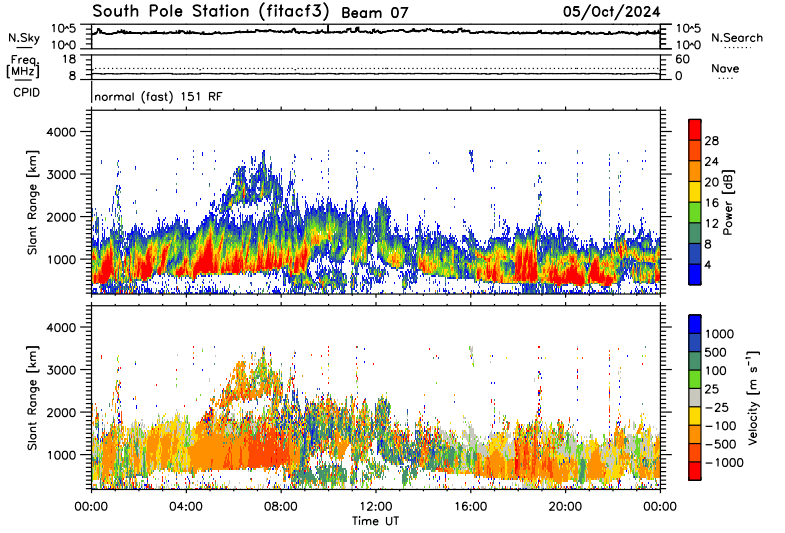 South Pole Station (fitacf3) Beam 07 05/Oct/2024
N.Sky 10^5 10^0 10^5 10^0 N.Search
Freq. [MHz] 18 8 60 0 Nave
CPID normal (fast) 151 RF
Slant Range [km] 4000 3000 2000 1000
28 24 20 16 12 8 4 Power [dB]
Slant Range [km] 4000 3000 2000 1000
1000 500 100 25 −25 −100 −500 −1000 Velocity [m s⁻¹]
00:00 04:00 08:00 12:00 16:00 20:00 00:00
Time UT